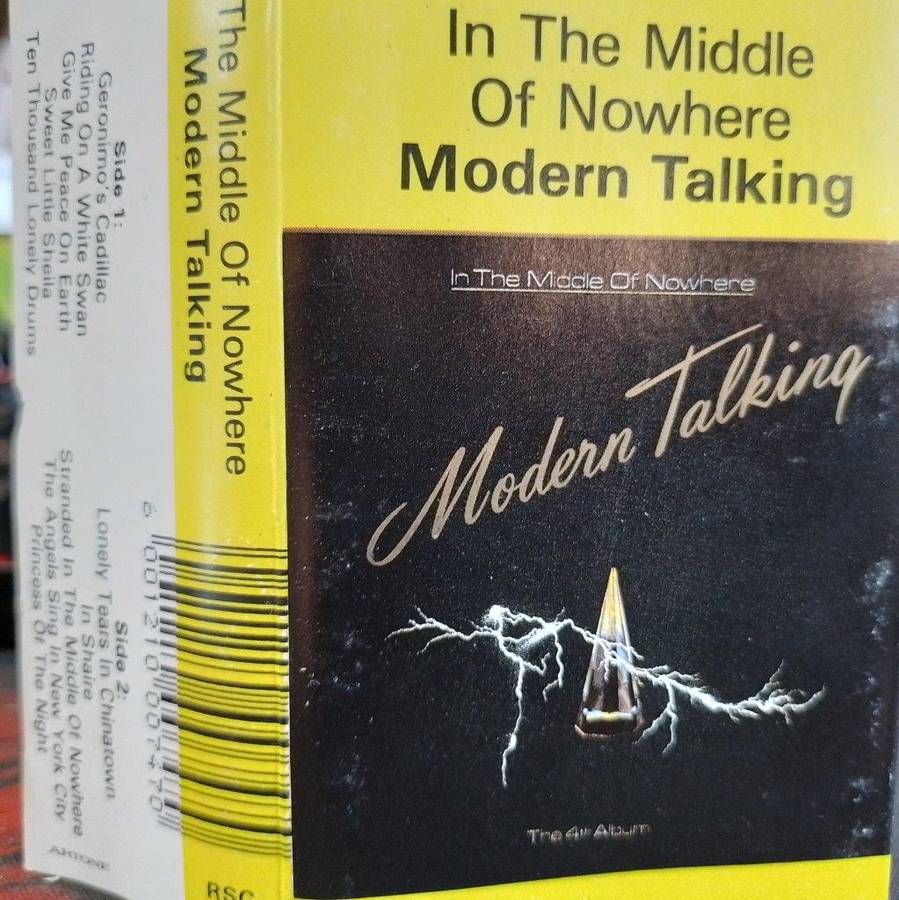 In The Middle
Of Nowhere
Modern Talking
In The Middle Of Nowhere
Modern Talking
The 4th Album
The Middle Of Nowhere
Modern Talking
RSC
Side 1:
Geronimo's Cadillac
Riding On A White Swan
Give Me Peace On Earth
Sweet Little Sheila
Ten Thousand Lonely Drums
Side 2:
Lonely Tears In Chinatown
In Shaire
Stranded In The Middle Of Nowhere
The Angels Sing In New York City
Princess Of The Night
6 001210 007470
ARTONE